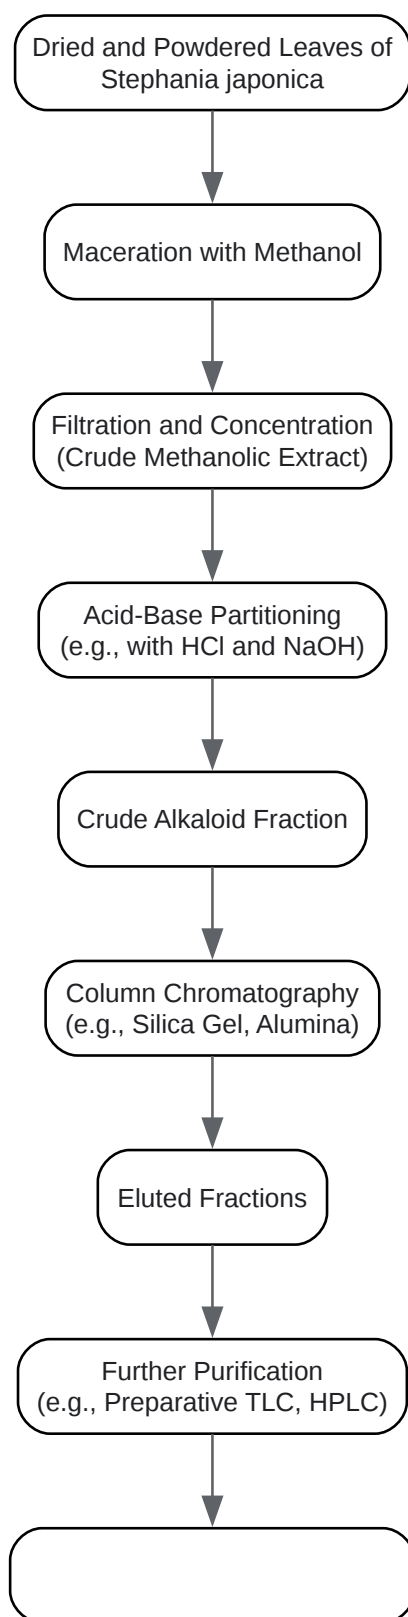 Dried and Powdered Leaves of
Stephania japonica
Maceration with Methanol
Filtration and Concentration
(Crude Methanolic Extract)
Acid-Base Partitioning
(e.g., with HCl and NaOH)
Crude Alkaloid Fraction
Column Chromatography
(e.g., Silica Gel, Alumina)
Eluted Fractions
Further Purification
(e.g., Preparative TLC, HPLC)